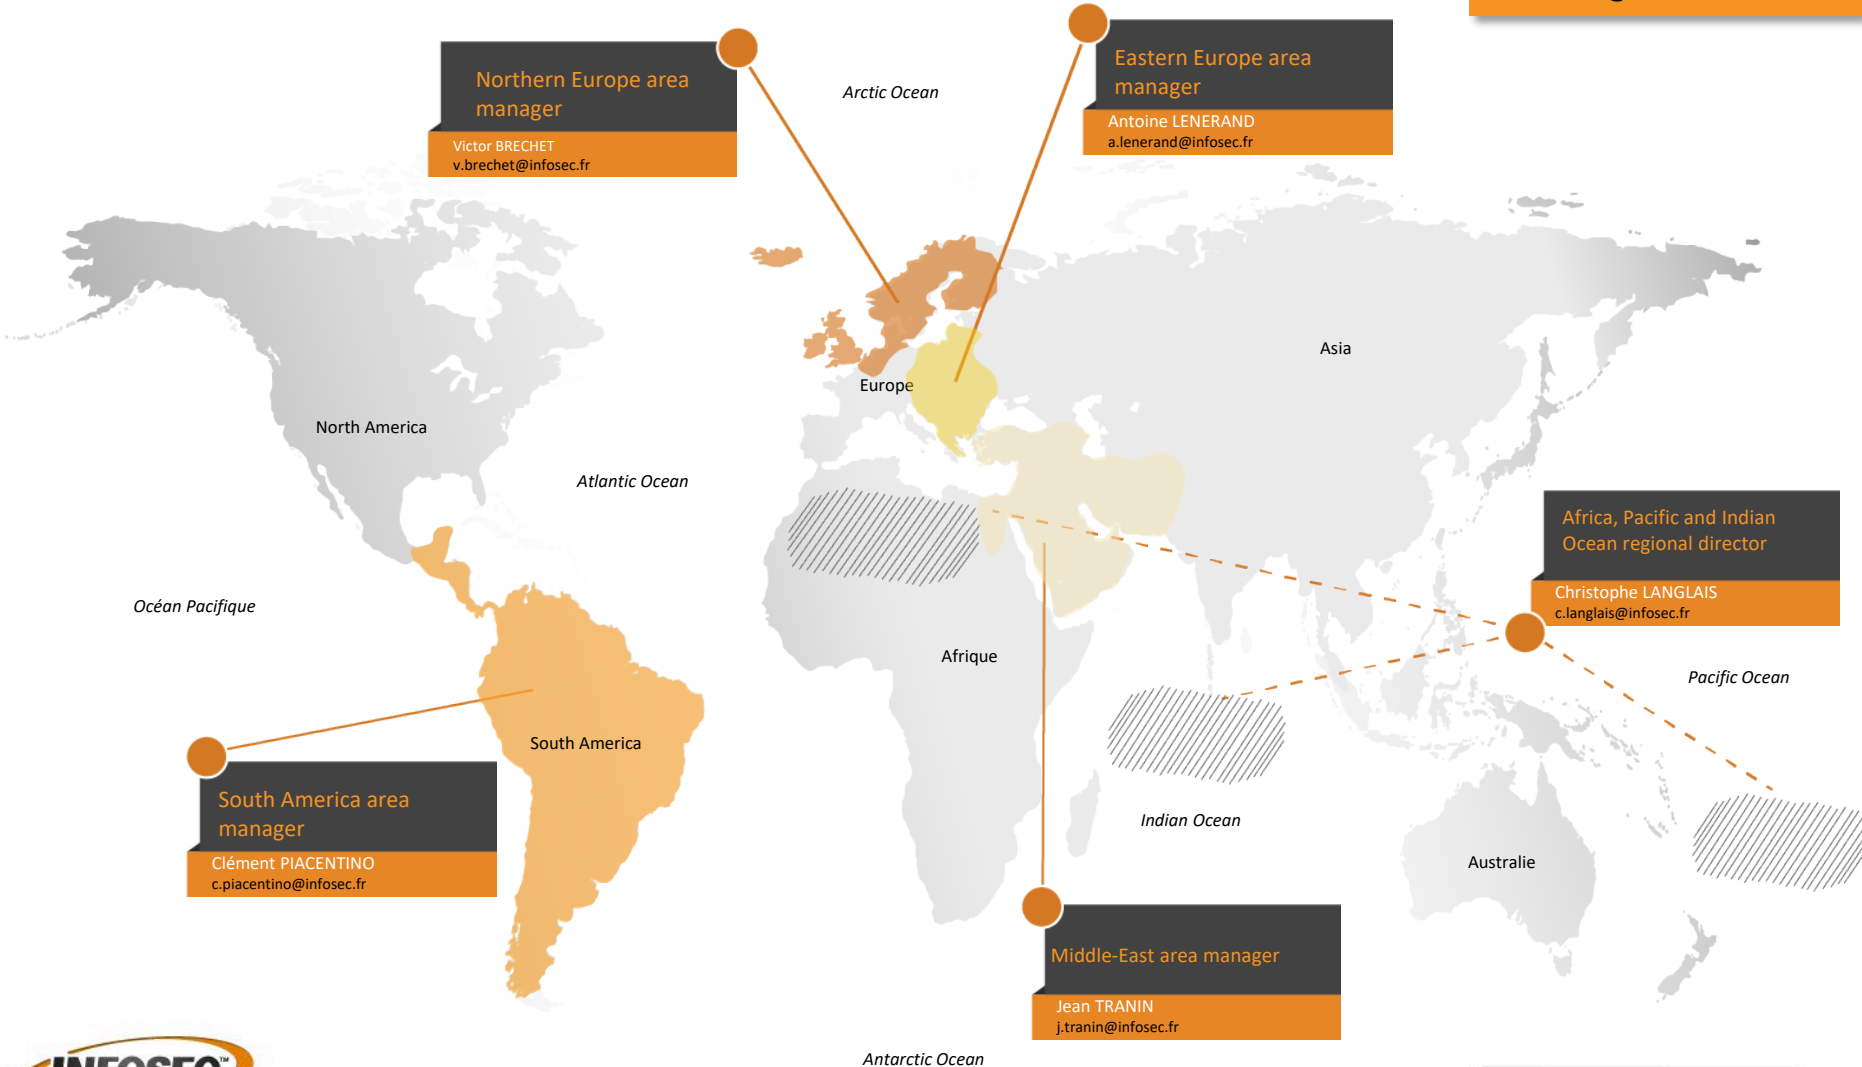 Northern Europe area
manager
Victor BRECHET
v.brechet@infosec.fr
Arctic Ocean
Eastern Europe area
manager
Antoine LENERAND
a.lenerand@infosec.fr
Asia
Europe
North America
Atlantic Ocean
Africa, Pacific and Indian
Ocean regional director
Christophe LANGLAIS
c.langlais@infosec.fr
Océan Pacifique
Afrique
Pacific Ocean
South America
South America area
manager
Clément PIACENTINO
c.piacentino@infosec.fr
Indian Ocean
Australie
Middle-East area manager
Jean TRANIN
j.tranin@infosec.fr
Antarctic Ocean
INFOSEC™